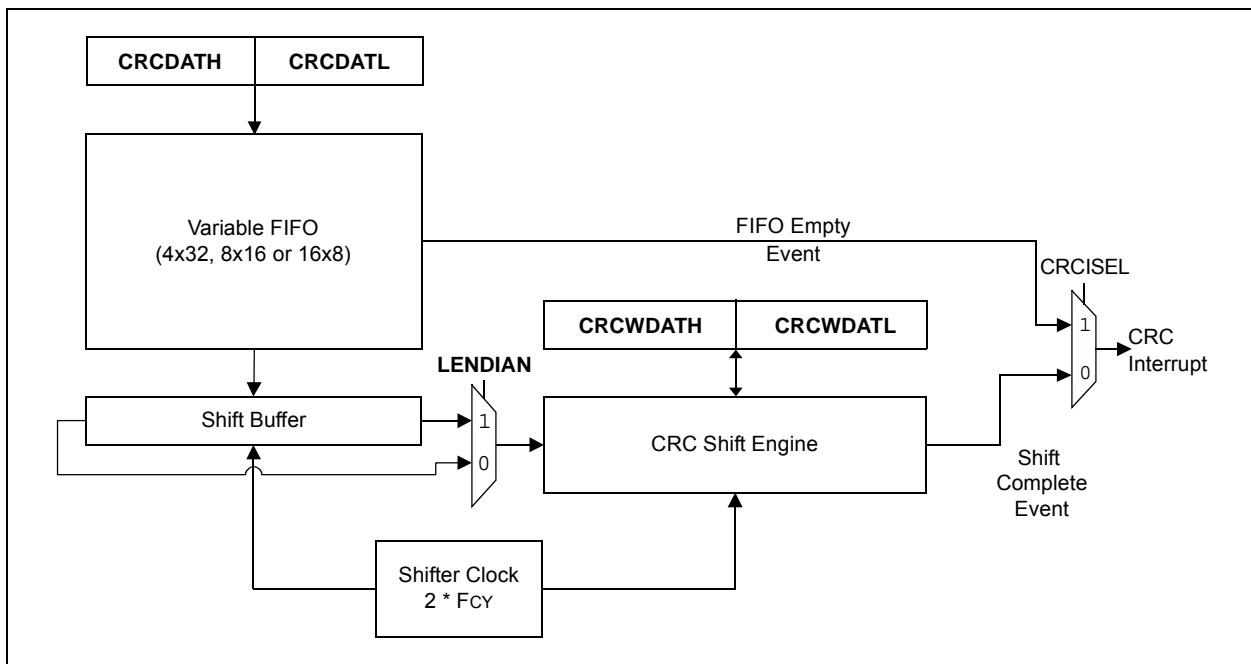 CRCDATH CRCDATL
Variable FIFO
(4x32, 8x16 or 16x8)
FIFO Empty
Event
CRCISEL
1
0
CRC
Interrupt
CRCWDATH CRCWDATL
LENDIAN
1
0
Shift Buffer
CRC Shift Engine
Shift
Complete
Event
Shifter Clock
2 * FCY